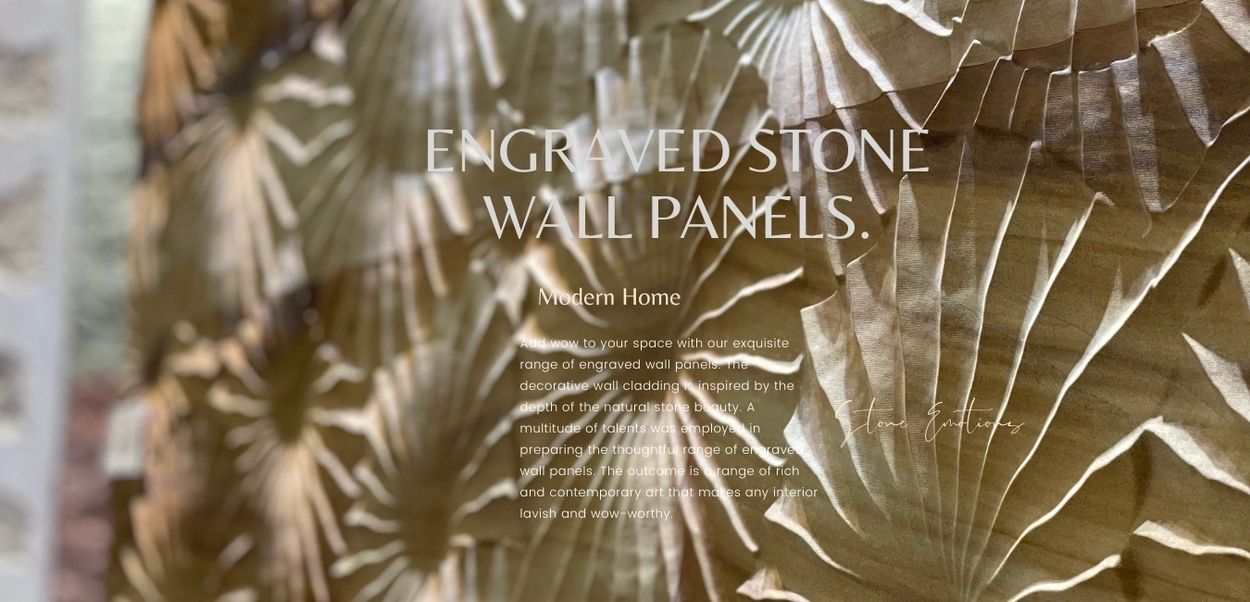 ENGRAVED STONE
WALL PANELS.
Modern Home
Add wow to your space with our exquisite
range of engraved wall panels. The
decorative wall cladding is inspired by the
depth of the natural stone beauty. A
multitude of talents was employed in
preparing the thoughtful range of engraved
wall panels. The outcome is a range of rich
and contemporary art that makes any interior
lavish and wow-worthy.
Stone Emotions